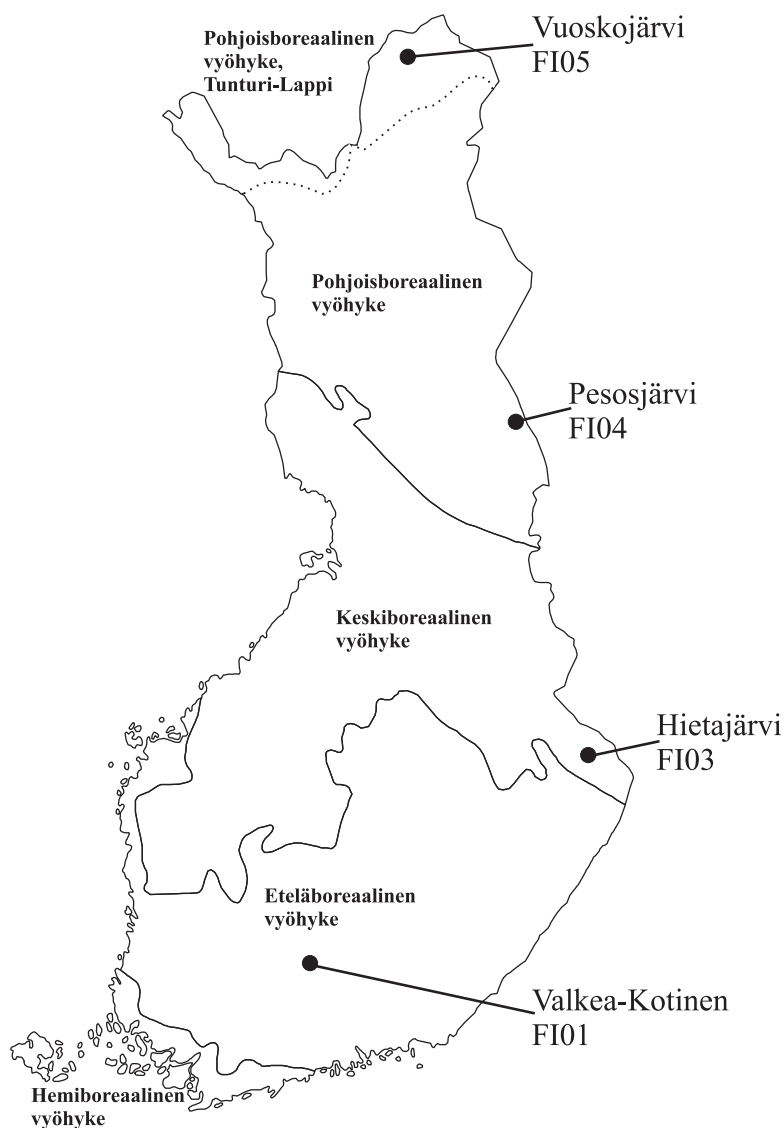 Pohjoisboreaalinen
vyöhyke,
Tunturi-Lappi
Vuoskojärvi
FI05
Pohjoisboreaalinen
vyöhyke
Pesosjärvi
FI04
Keskiboreaalinen
vyöhyke
Hietajärvi
FI03
Eteläboreaalinen
vyöhyke
Valkea-Kotinen
FI01
Hemiboreaalinen
vyöhyke